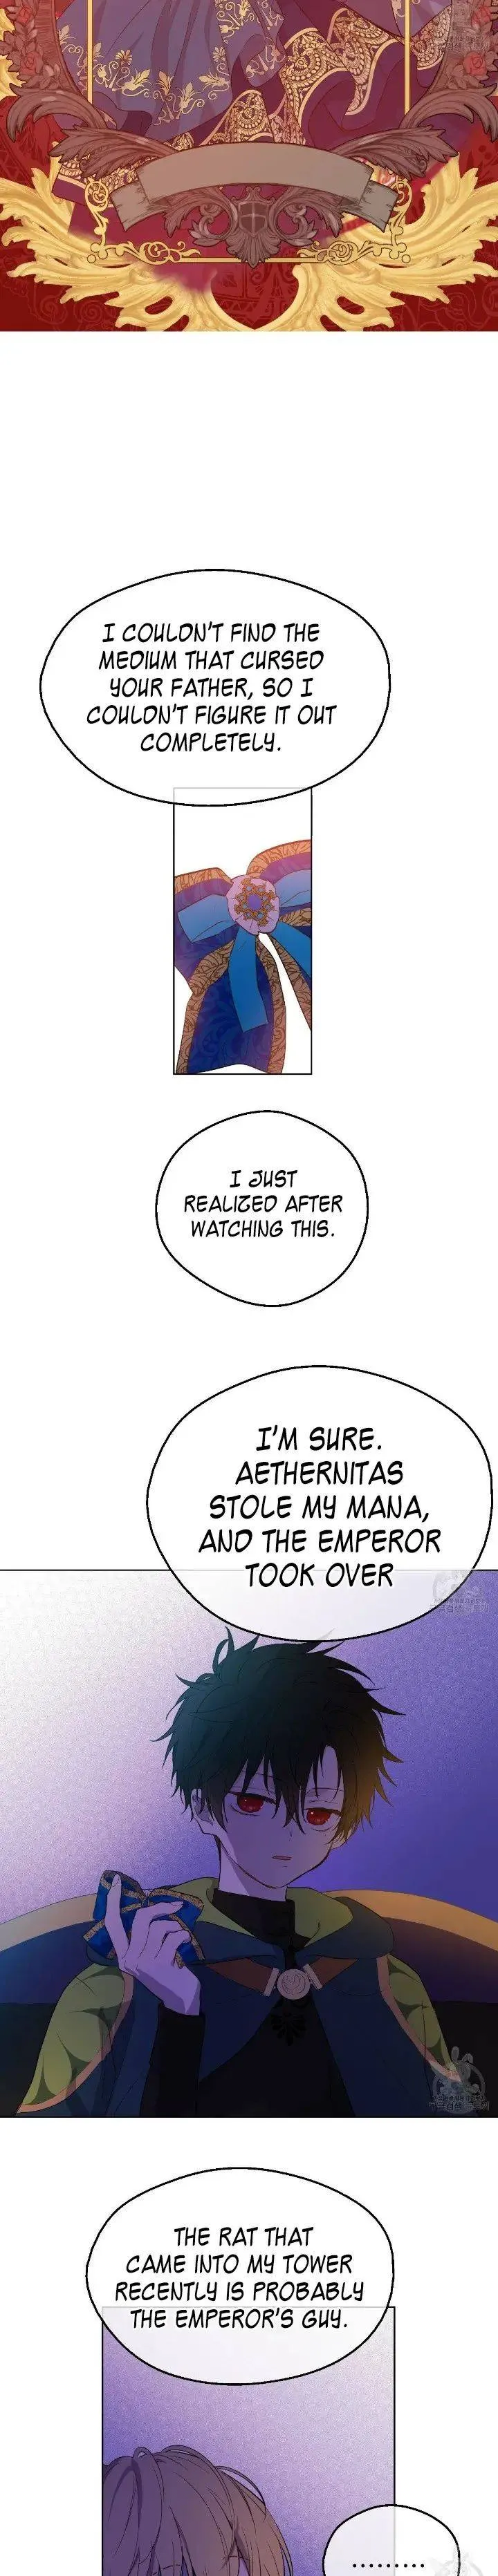 I COULDN'T FIND THE
MEDIUM THAT CURSED
YOUR FATHER, SO I
COULDN'T FIGURE IT OUT
COMPLETELY.
I JUST
REALIZED AFTER
WATCHING THIS.
I'M SURE.
AETHERNITAS
STOLE MY MANA,
AND THE EMPEROR
TOOK OVER
THE RAT THAT
CAME INTO MY TOWER
RECENTLY IS PROBABLY
THE EMPEROR'S GUY.
.........